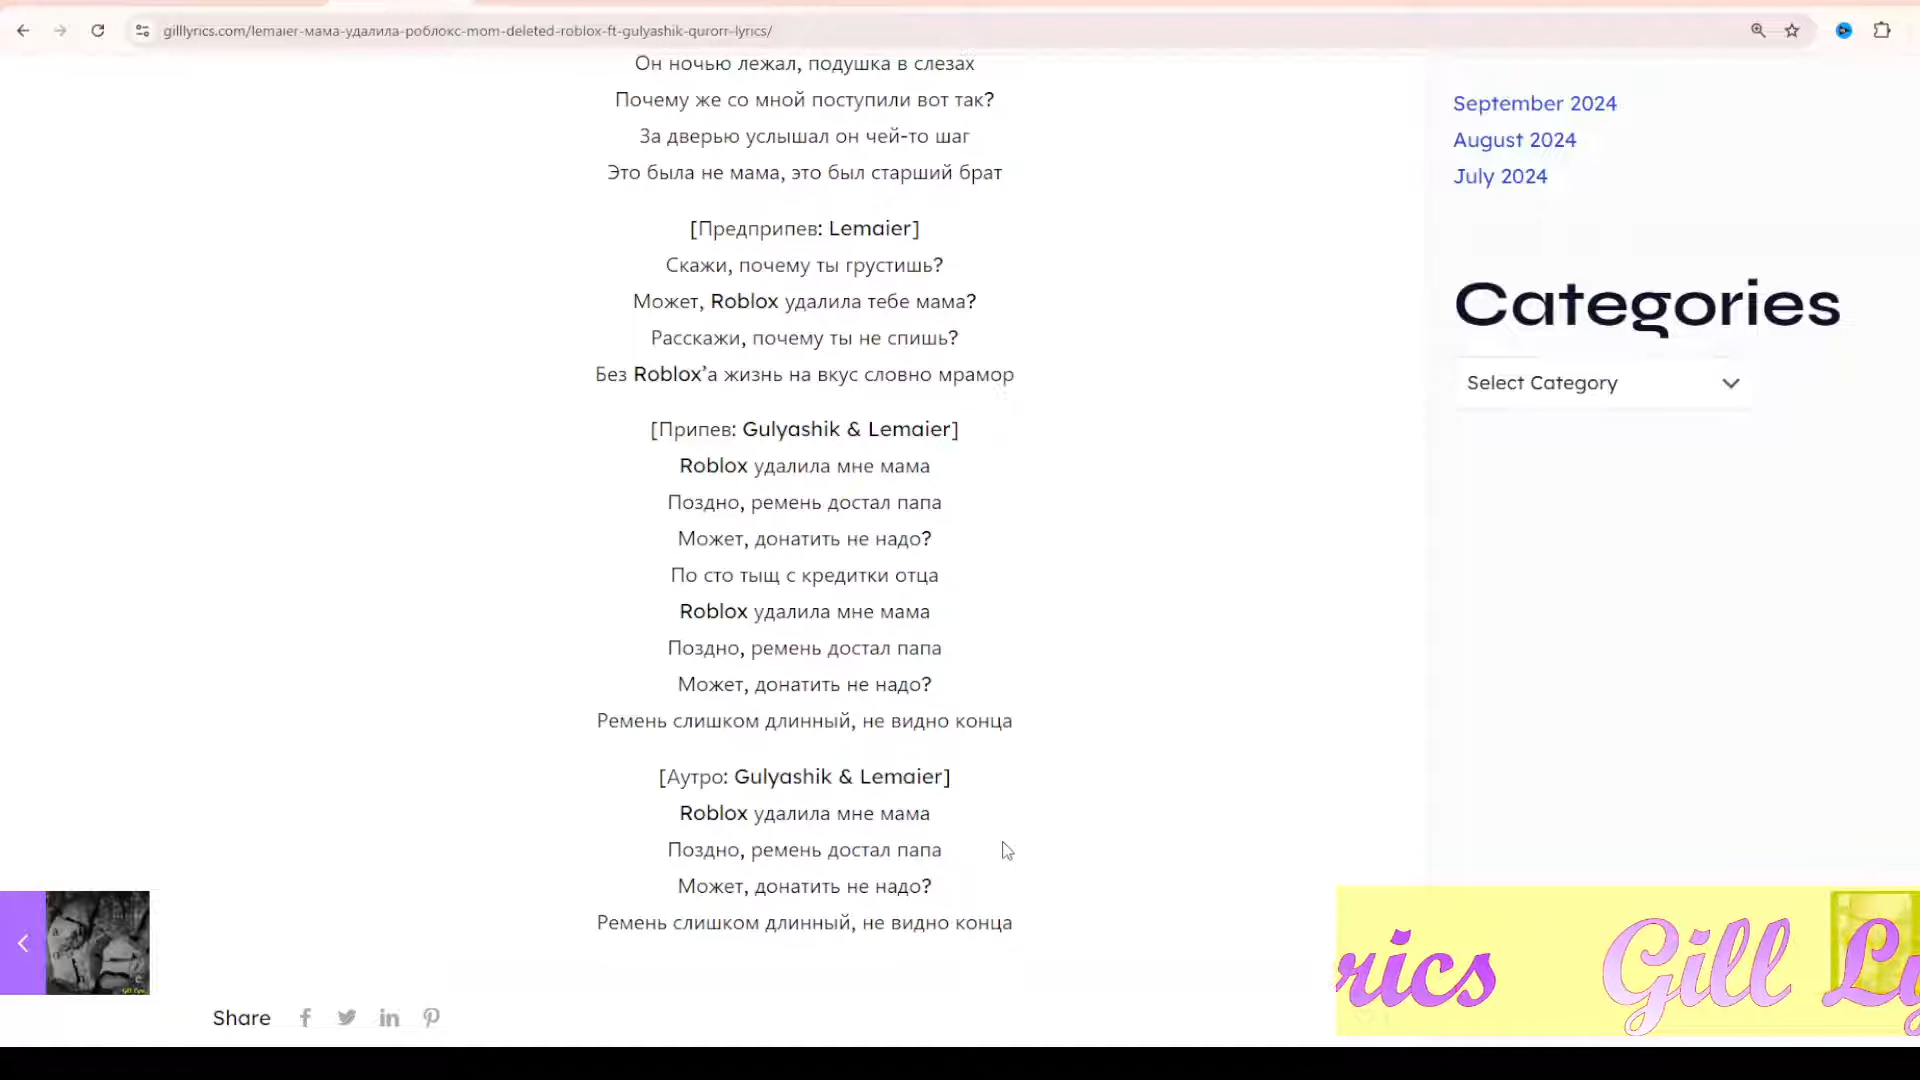 gilllyrics.com/lemaier-мама-удалила-роблокс-mom-deleted-roblox-ft-gulyashik-qurorr-lyrics/
Он ночью лежал, подушка в слезах
Почему же со мной поступили вот так?
За дверью услышал он чей-то шаг
Это была не мама, это был старший брат
[Предприпев: Lemaier]
Скажи, почему ты грустишь?
Может, Roblox удалила тебе мама?
Расскажи, почему ты не спишь?
Без Roblox’а жизнь на вкус словно мрамор
[Припев: Gulyashik & Lemaier]
Roblox удалила мне мама
Поздно, ремень достал папа
Может, донатить не надо?
По сто тыщ с кредитки отца
Roblox удалила мне мама
Поздно, ремень достал папа
Может, донатить не надо?
Ремень слишком длинный, не видно конца
[Аутро: Gulyashik & Lemaier]
Roblox удалила мне мама
Поздно, ремень достал папа
Может, донатить не надо?
Ремень слишком длинный, не видно конца
Share
September 2024
August 2024
July 2024
Categories
Select Category
rics Gill Ly